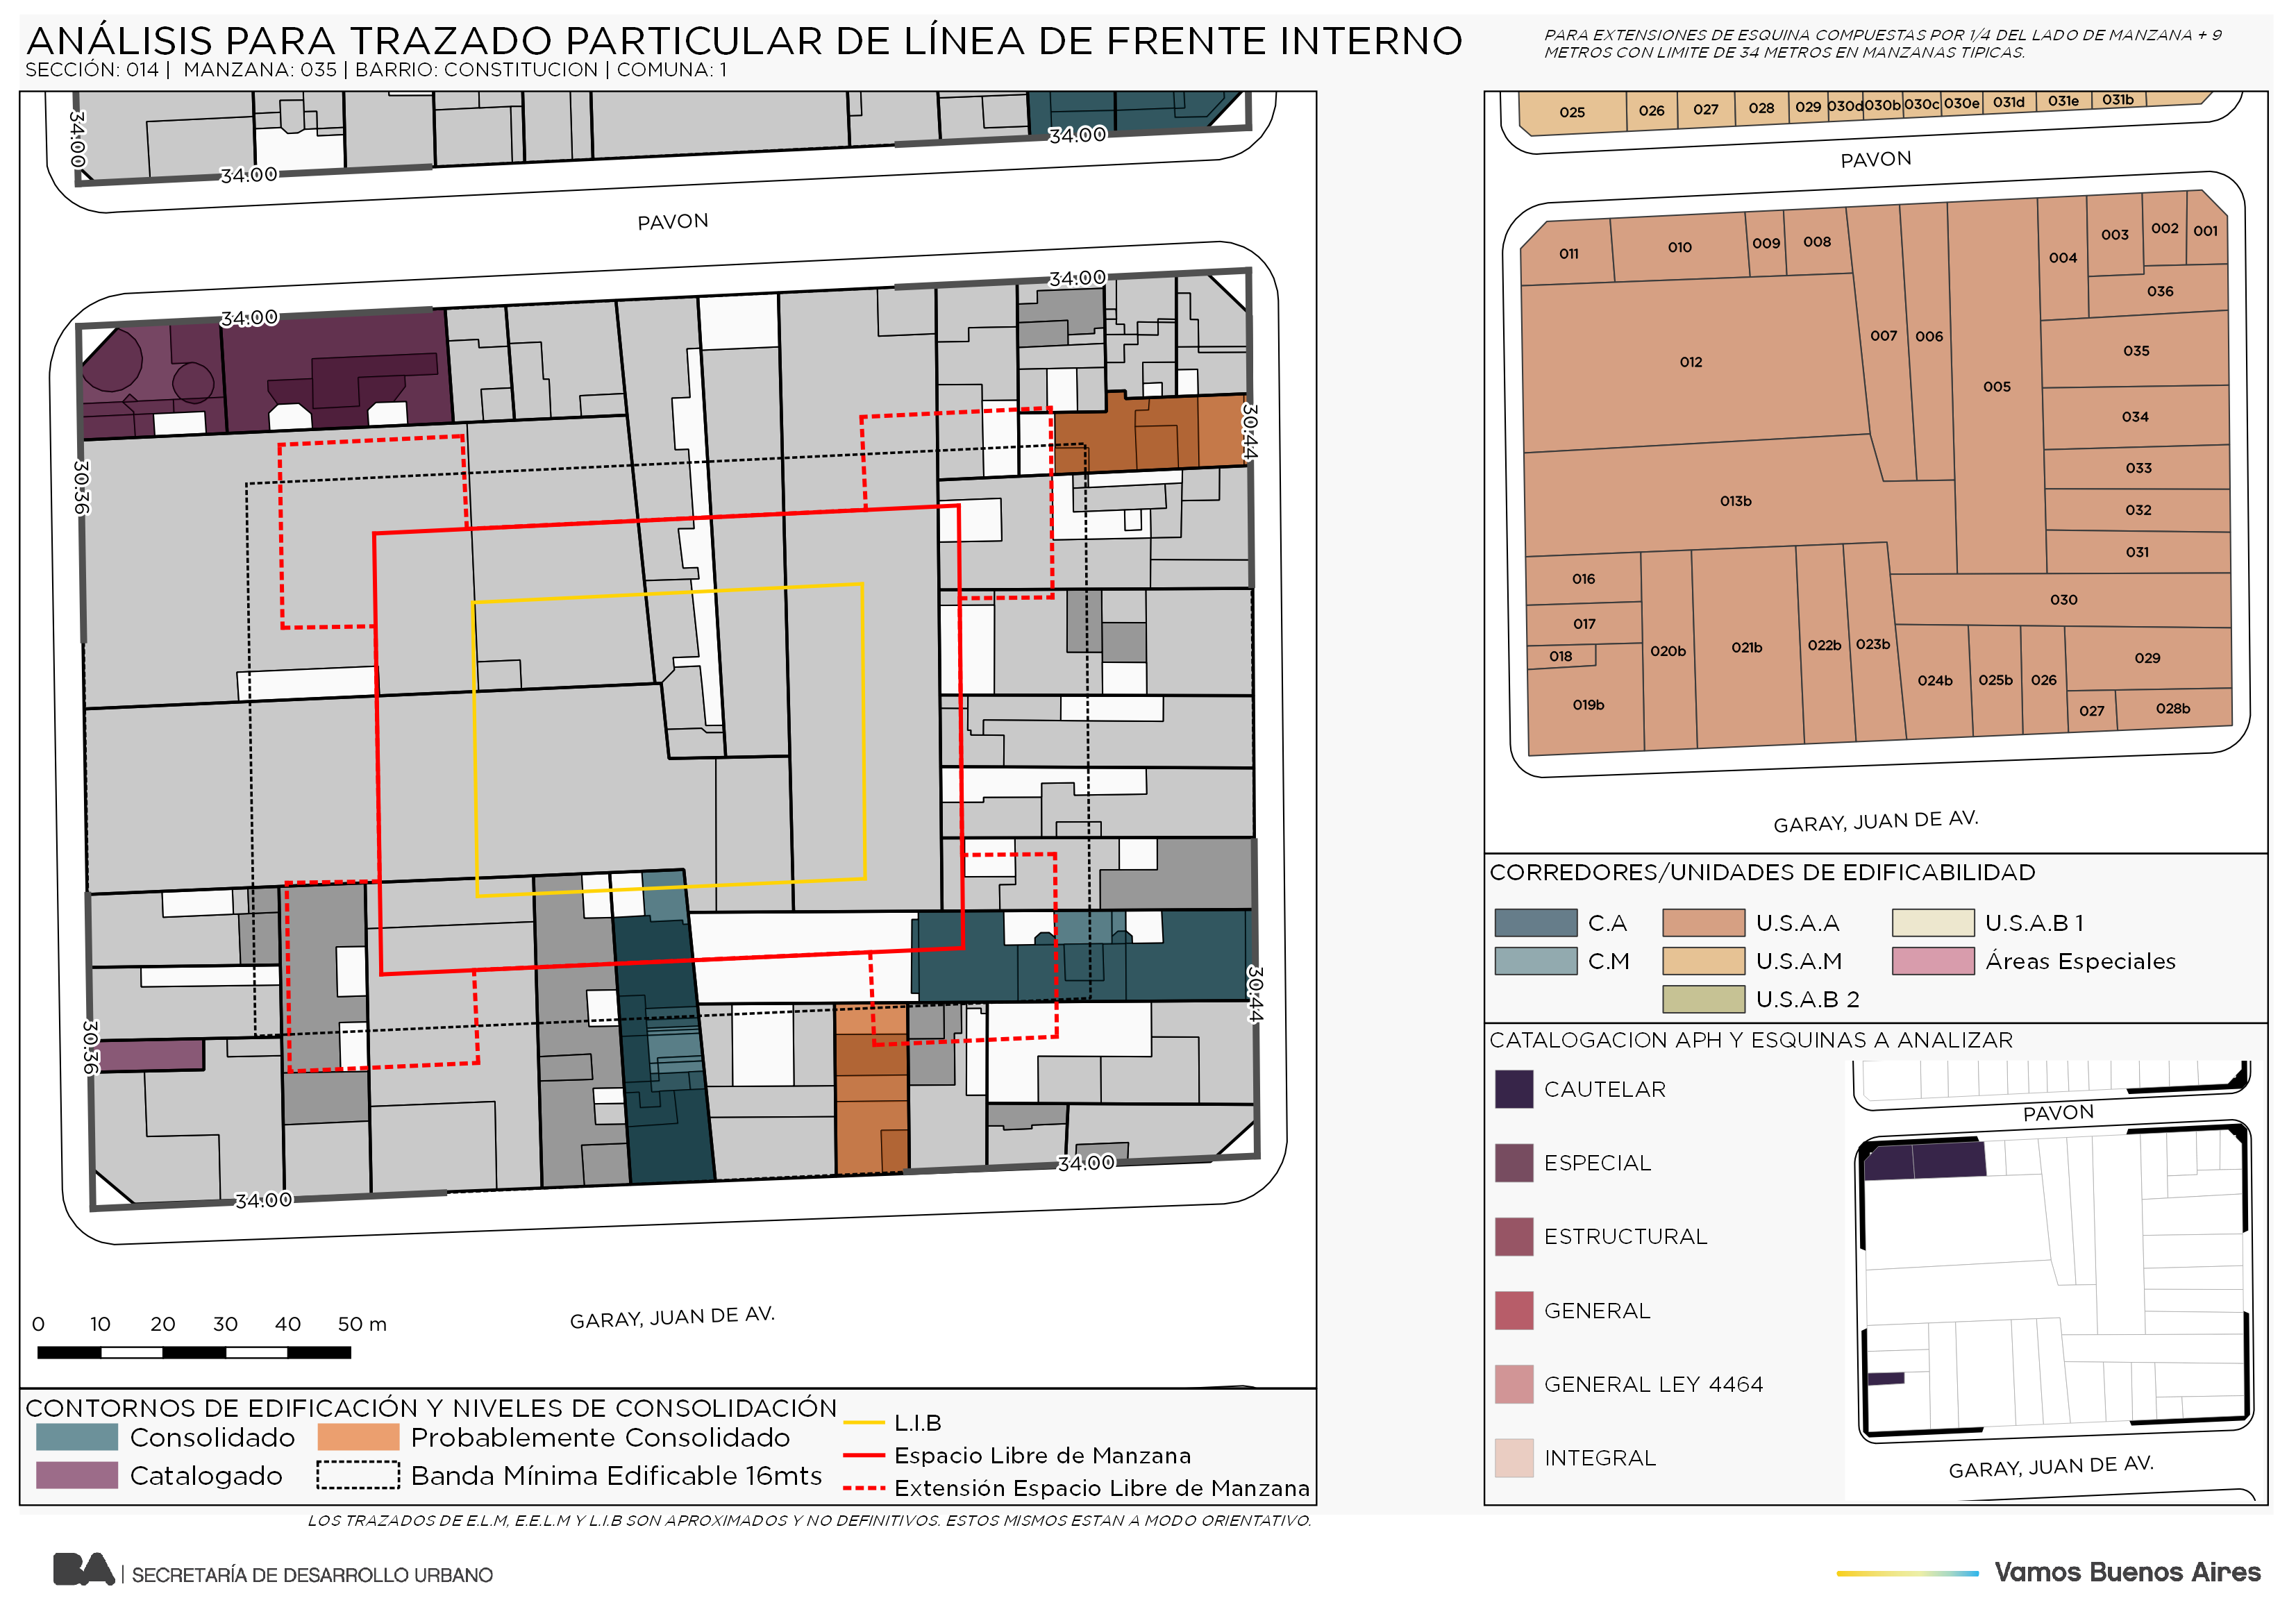 ANÁLISIS PARA TRAZADO PARTICULAR DE LÍNEA DE FRENTE INTERNO
SECCIÓN: 014 | MANZANA: 035 | BARRIO: CONSTITUCION | COMUNA: 1
PARA EXTENSIONES DE ESQUINA COMPUESTAS POR 1/4 DEL LADO DE MANZANA + 9
METROS CON LIMITE DE 34 METROS EN MANZANAS TIPICAS.
34.00
34.00
34.00
PAVON
34.00
34.00
30.36
30.44
30.36
30.44
34.00
34.00
GARAY, JUAN DE AV.
0 10 20 30 40 50 m
CONTORNOS DE EDIFICACIÓN Y NIVELES DE CONSOLIDACIÓN
Consolidado
Probablemente Consolidado
Catalogado
Banda Mínima Edificable 16mts
L.I.B
Espacio Libre de Manzana
Extensión Espacio Libre de Manzana
LOS TRAZADOS DE E.L.M, E.E.L.M Y L.I.B SON APROXIMADOS Y NO DEFINITIVOS. ESTOS MISMOS ESTAN A MODO ORIENTATIVO.
025 026 027 028 029 030d 030b 030c 030e 031d 031e 031b
PAVON
011 010 009 008 004 003 002 001
036
012 007 006 005 035
034
033
013b 032
031
016 030
017
018 020b 021b 022b 023b 029
019b 024b 025b 026 027 028b
GARAY, JUAN DE AV.
CORREDORES/UNIDADES DE EDIFICABILIDAD
C.A U.S.A.A U.S.A.B 1
C.M U.S.A.M Áreas Especiales
U.S.A.B 2
CATALOGACION APH Y ESQUINAS A ANALIZAR
CAUTELAR
ESPECIAL
ESTRUCTURAL
GENERAL
GENERAL LEY 4464
INTEGRAL
PAVON
GARAY, JUAN DE AV.
BA | SECRETARÍA DE DESARROLLO URBANO
Vamos Buenos Aires